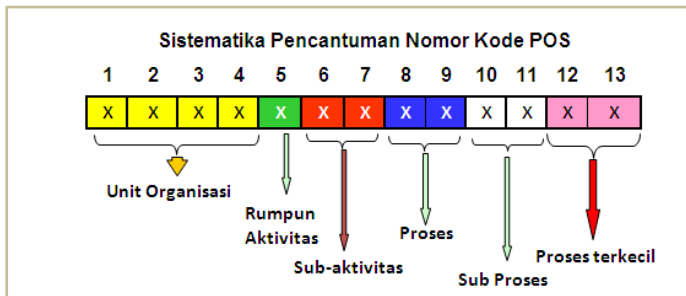 Sistematika Pencantuman Nomor Kode POS
1 2 3 4 5 6 7 8 9 10 11 12 13
X X X X X X X X X X X X X
Unit Organisasi
Rumpun
Aktivitas
Sub-aktivitas
Proses
Sub Proses
Proses terkecil